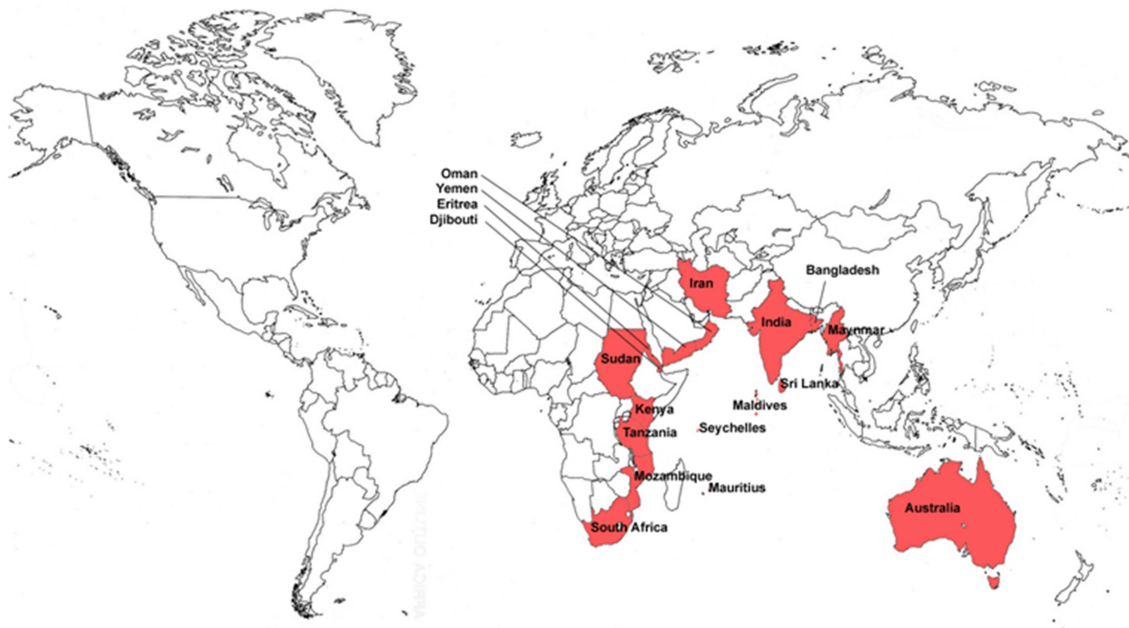 Oman
Yemen
Eritrea
Djibouti
Iran
Bangladesh
India
Maynmar
Sudan
Sri Lanka
Maldives
Kenya
Seychelles
Tanzania
Mozambique
Mauritius
Australia
South Africa